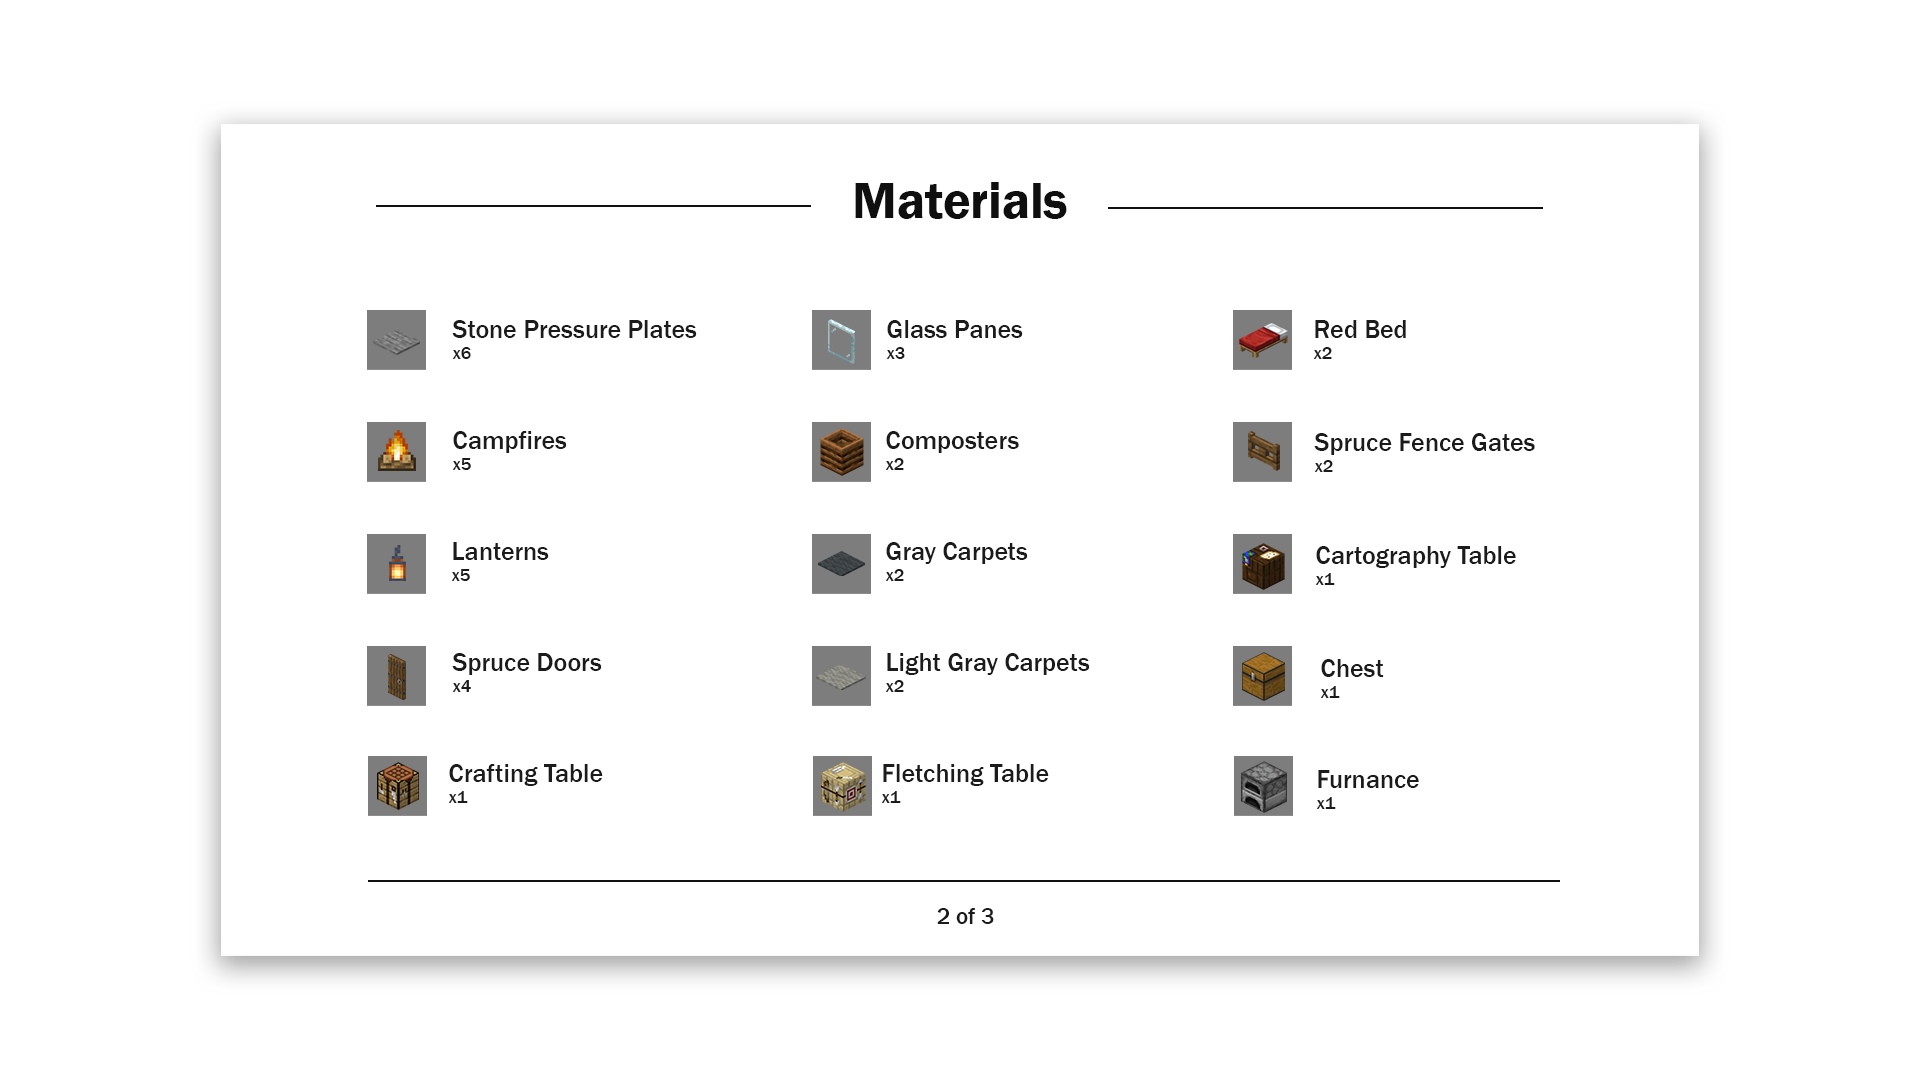 Materials
Stone Pressure Plates
x6
Glass Panes
x3
Red Bed
x2
Campfires
x5
Composters
x2
Spruce Fence Gates
x2
Lanterns
x5
Gray Carpets
x2
Cartography Table
x1
Spruce Doors
x4
Light Gray Carpets
x2
Chest
x1
Crafting Table
x1
Fletching Table
x1
Furnance
x1
2 of 3